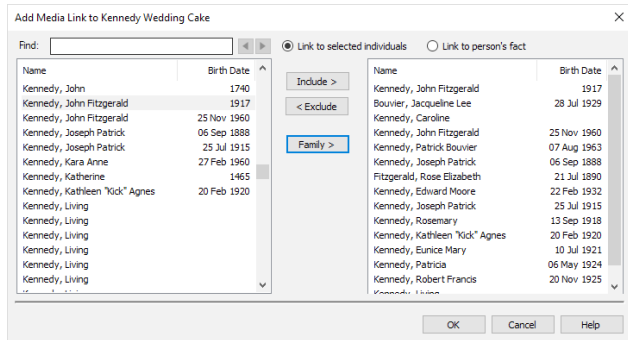 Add Media Link to Kennedy Wedding Cake
Find:
Link to selected individuals
Link to person's fact
Name Birth Date
Kennedy, John 1740
Kennedy, John Fitzgerald 1917
Kennedy, John Fitzgerald 25 Nov 1960
Kennedy, Joseph Patrick 06 Sep 1888
Kennedy, Joseph Patrick 25 Jul 1915
Kennedy, Kara Anne 27 Feb 1960
Kennedy, Katherine 1465
Kennedy, Kathleen "Kick" Agnes 20 Feb 1920
Kennedy, Living
Kennedy, Living
Kennedy, Living
Kennedy, Living
Kennedy, Living
Include >
< Exclude
Family >
Name Birth Date
Kennedy, John Fitzgerald 1917
Bouvier, Jacqueline Lee 28 Jul 1929
Kennedy, Caroline
Kennedy, John Fitzgerald 25 Nov 1960
Kennedy, Patrick Bouvier 07 Aug 1963
Kennedy, Joseph Patrick 06 Sep 1888
Fitzgerald, Rose Elizabeth 21 Jul 1890
Kennedy, Edward Moore 22 Feb 1932
Kennedy, Joseph Patrick 25 Jul 1915
Kennedy, Rosemary 13 Sep 1918
Kennedy, Kathleen "Kick" Agnes 20 Feb 1920
Kennedy, Eunice Mary 10 Jul 1921
Kennedy, Patricia 06 May 1924
Kennedy, Robert Francis 20 Nov 1925
OK
Cancel
Help